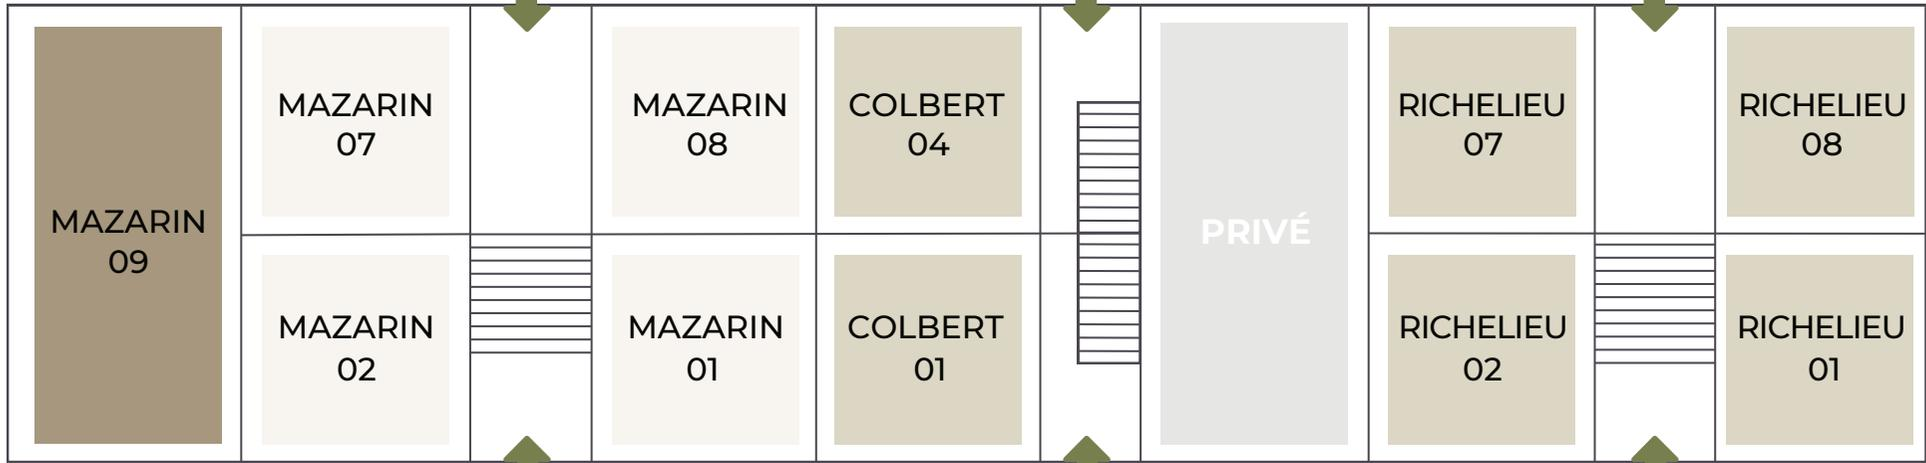 MAZARIN
09
MAZARIN
07
MAZARIN
08
COLBERT
04
PRIVÉ
RICHELIEU
07
RICHELIEU
08
MAZARIN
02
MAZARIN
01
COLBERT
01
RICHELIEU
02
RICHELIEU
01